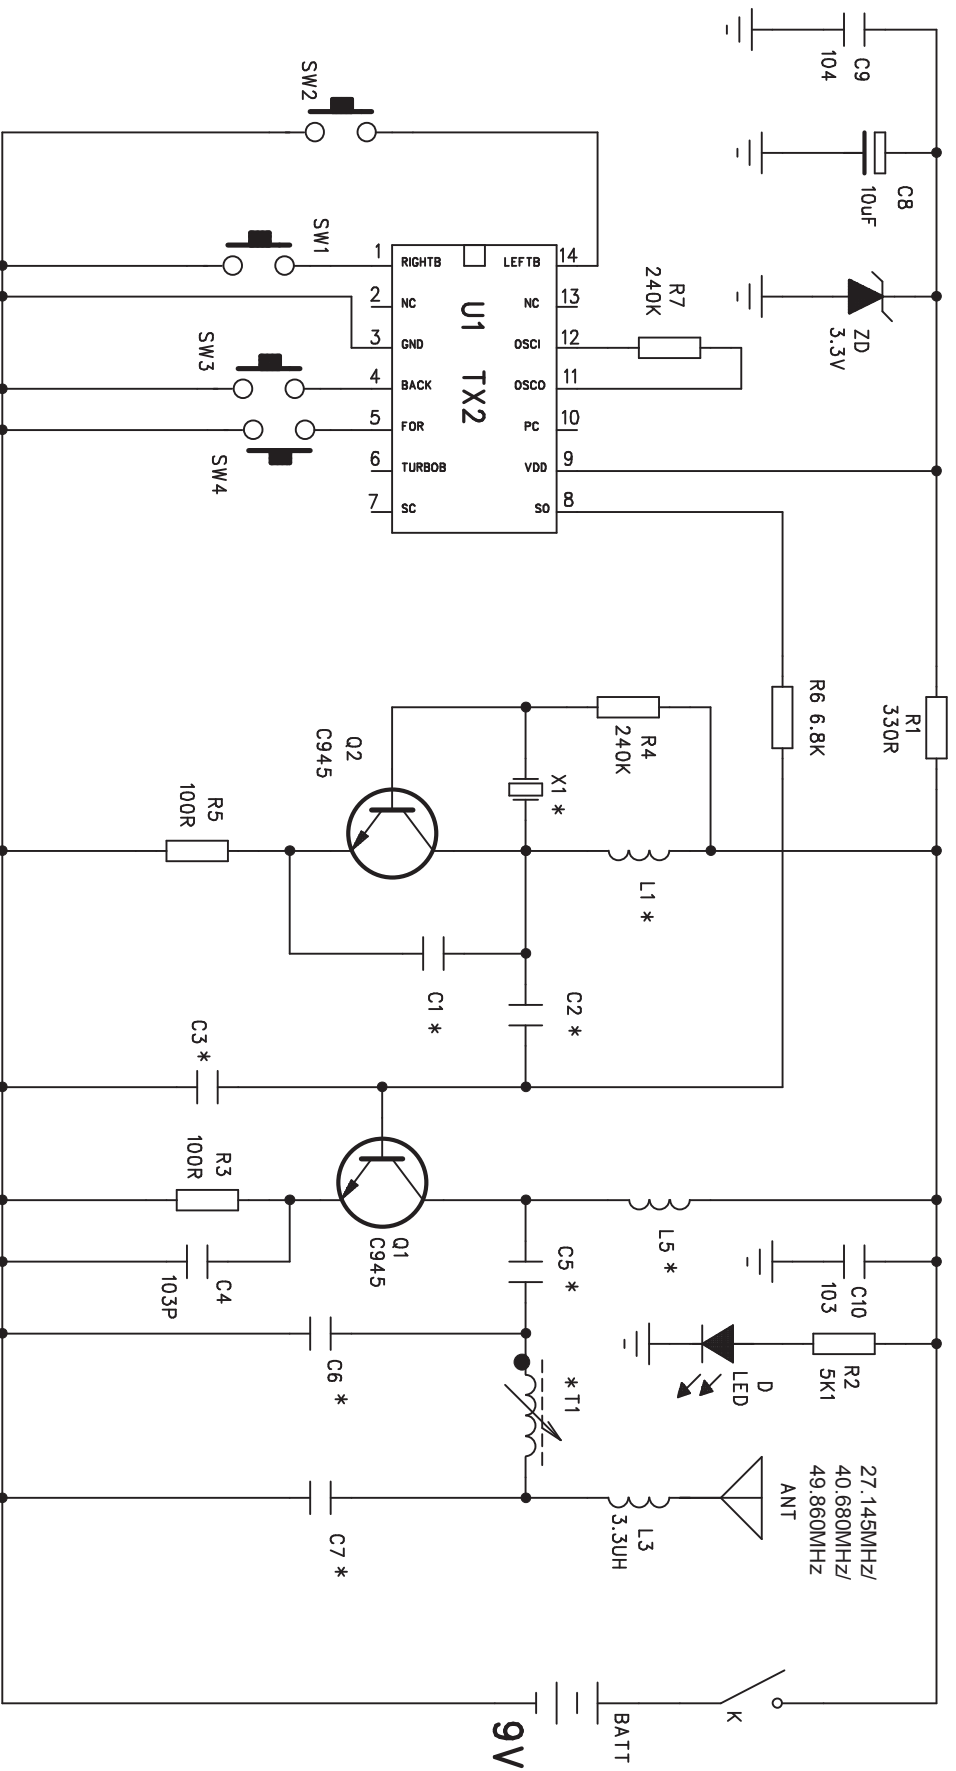 C9
104
C8
10uF
ZD
3.3V
SW2
SW1
SW3
SW4
R7
240K
U1 TX2
1 RIGHTB
2 NC
3 GND
4 BACK
5 FOR
6 TURBOB
7 SC
LEFTB 14
NC 13
OSCI 12
OSCO 11
PC 10
VDD 9
SO 8
R6 6.8K
R1
330R
R4
240K
X1 *
Q2
C945
R5
100R
L1 *
C1 *
C2 *
C3 *
R3
100R
Q1
C945
C4
103P
C5 *
L5 *
C10
103
R2
5K1
D
LED
C6 *
* T1
C7 *
L3
3.3UH
ANT
27.145MHz/
40.680MHz/
49.860MHz
K
BATT
9V